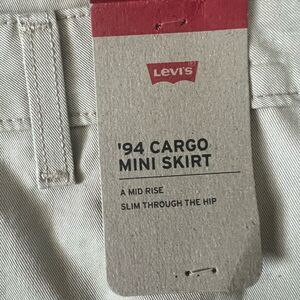 LEVI'S
'94 CARGO
MINI SKIRT
A MID RISE
SLIM THROUGH THE HIP